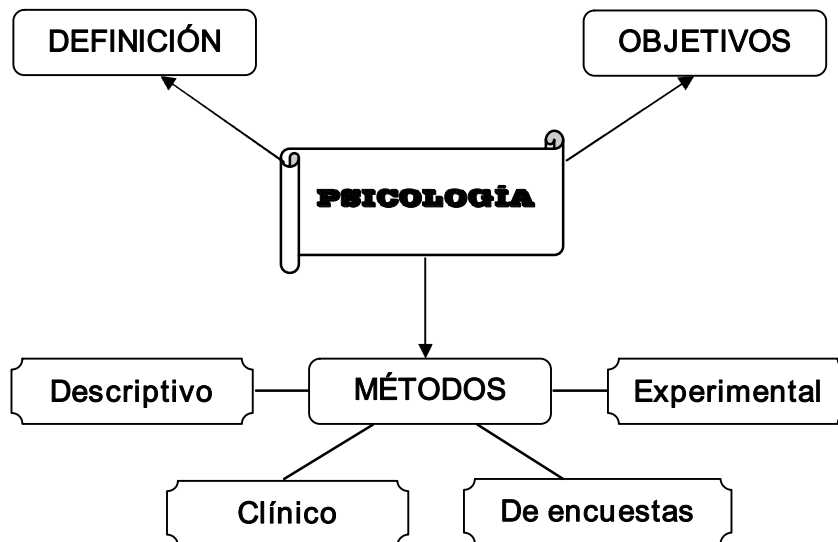 DEFINICIÓN
OBJETIVOS
PSICOLOGÍA
Descriptivo
MÉTODOS
Experimental
Clínico
De encuestas